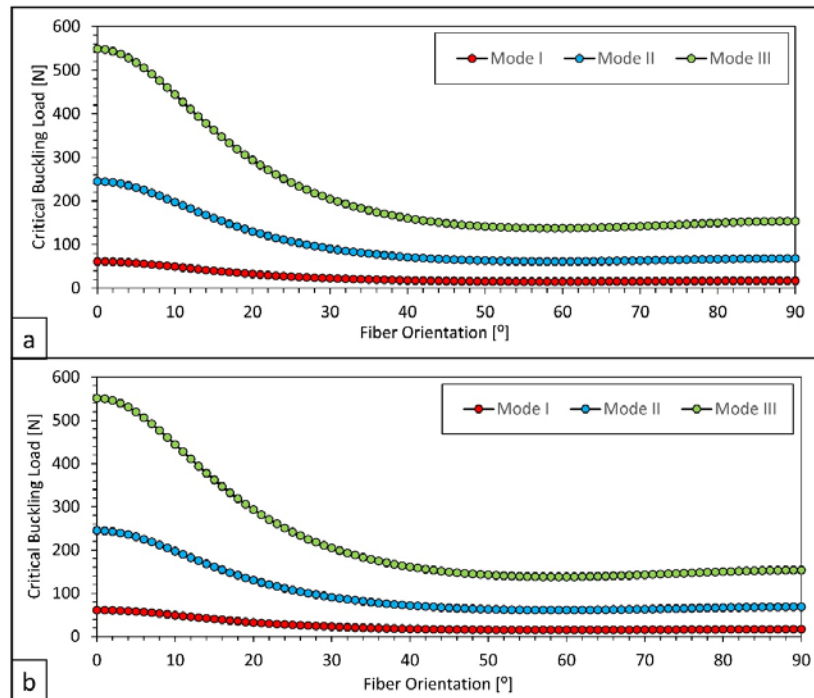 600
500
400
300
200
100
0
Critical Buckling Load [N]
Mode I Mode II Mode III
0 10 20 30 40 50 60 70 80 90
Fiber Orientation [º]
a
600
500
400
300
200
100
0
Critical Buckling Load [N]
Mode I Mode II Mode III
0 10 20 30 40 50 60 70 80 90
Fiber Orientation [º]
b